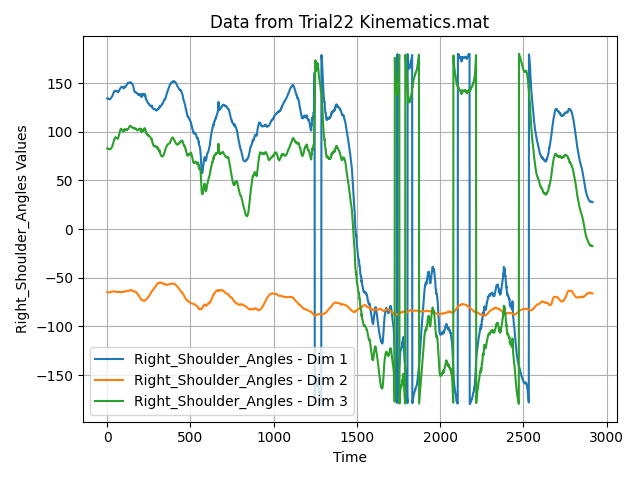 Data from Trial22 Kinematics.mat
Right_Shoulder_Angles Values
150
100
50
0
−50
−100
−150
Right_Shoulder_Angles - Dim 1
Right_Shoulder_Angles - Dim 2
Right_Shoulder_Angles - Dim 3
0
500
1000
1500
2000
2500
3000
Time